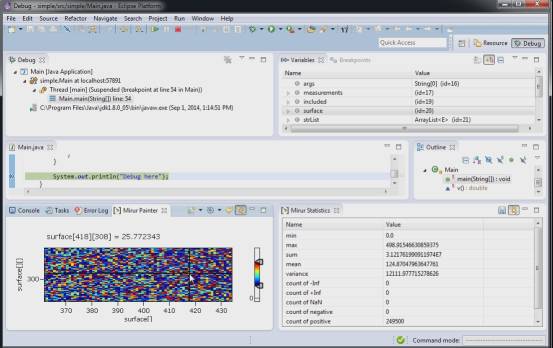 Debug - simple/src/simple/Main.java - Eclipse Platform
File Edit Source Refactor Navigate Search Project Run Window Help
Quick Access
Resource
Debug
Debug
Main [Java Application]
simple.Main at localhost:57891
Thread [main] (Suspended (breakpoint at line 54 in Main))
Main.main(String[]) line: 54
C:\Program Files\Java\jdk1.8.0_05\bin\javaw.exe (Sep 1, 2014, 1:14:51 PM)
Variables
Breakpoints
Name Value
args String[0] (id=16)
measurements (id=17)
included (id=19)
surface (id=20)
strList ArrayList<E> (id=21)
Main.java
}
System.out.println("Debug here");
}
Outline
Main
main(String[]) : void
v() : double
Console
Tasks
Error Log
Minur Painter
surface[418][308] = 25.772343
surface[][]
300
370 380 390 400 410 420 430
surface[]
0
Minur Statistics
Name Value
min 0.0
max 498.91546630859375
sum
mean
variance 12111.977715278626
count of -Inf 0
count of +Inf 0
count of NaN 0
count of negative 0
count of positive 249500
Command mode: